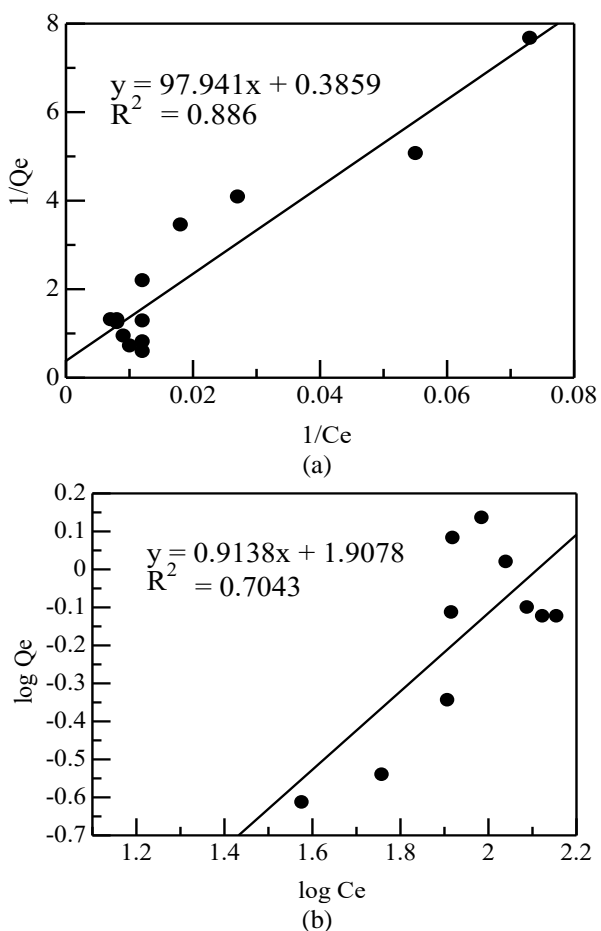 8
y = 97.941x + 0.3859
R² = 0.886
6
1/Qe
4
2
0
0 0.02 0.04 0.06 0.08
1/Ce
(a)
0.2
0.1
y = 0.9138x + 1.9078
R² = 0.7043
0
-0.1
-0.2
log Qe
-0.3
-0.4
-0.5
-0.6
-0.7
1.2 1.4 1.6 1.8 2 2.2
log Ce
(b)